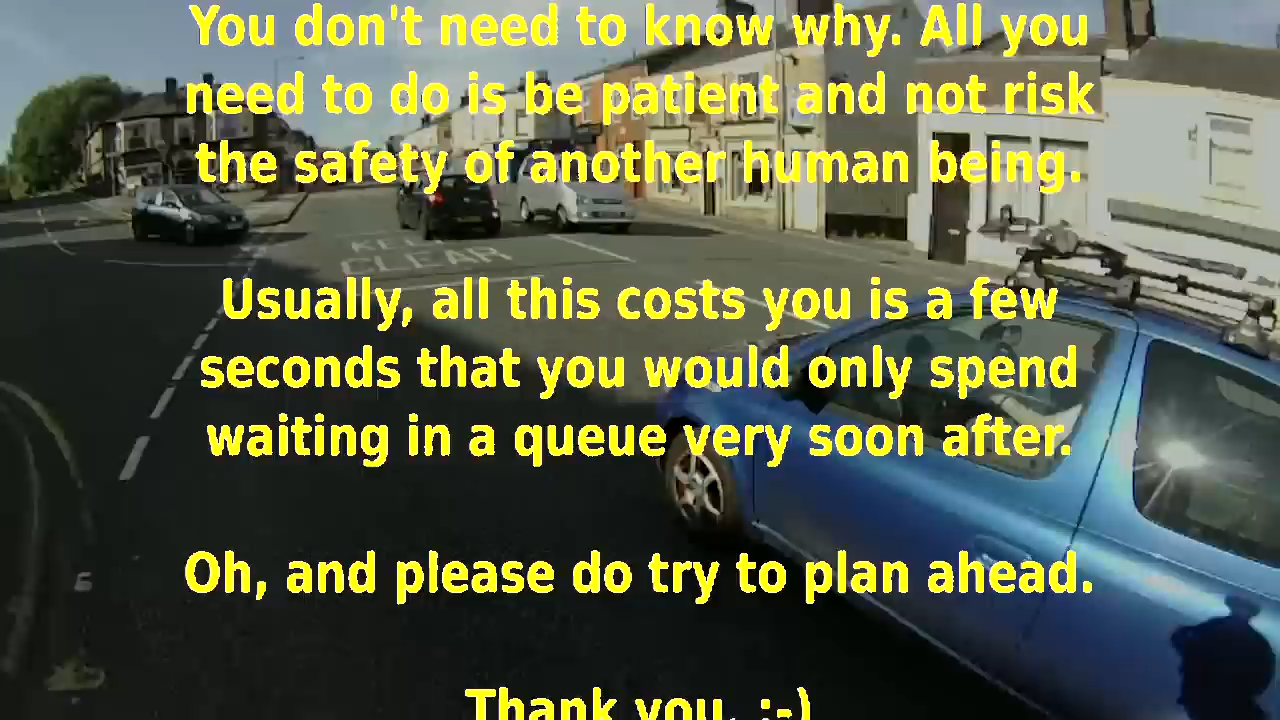 You don't need to know why. All you
need to do is be patient and not risk
the safety of another human being.
Usually, all this costs you is a few
seconds that you would only spend
waiting in a queue very soon after.
Oh, and please do try to plan ahead.
Thank you. :-)
KEEP
CLEAR